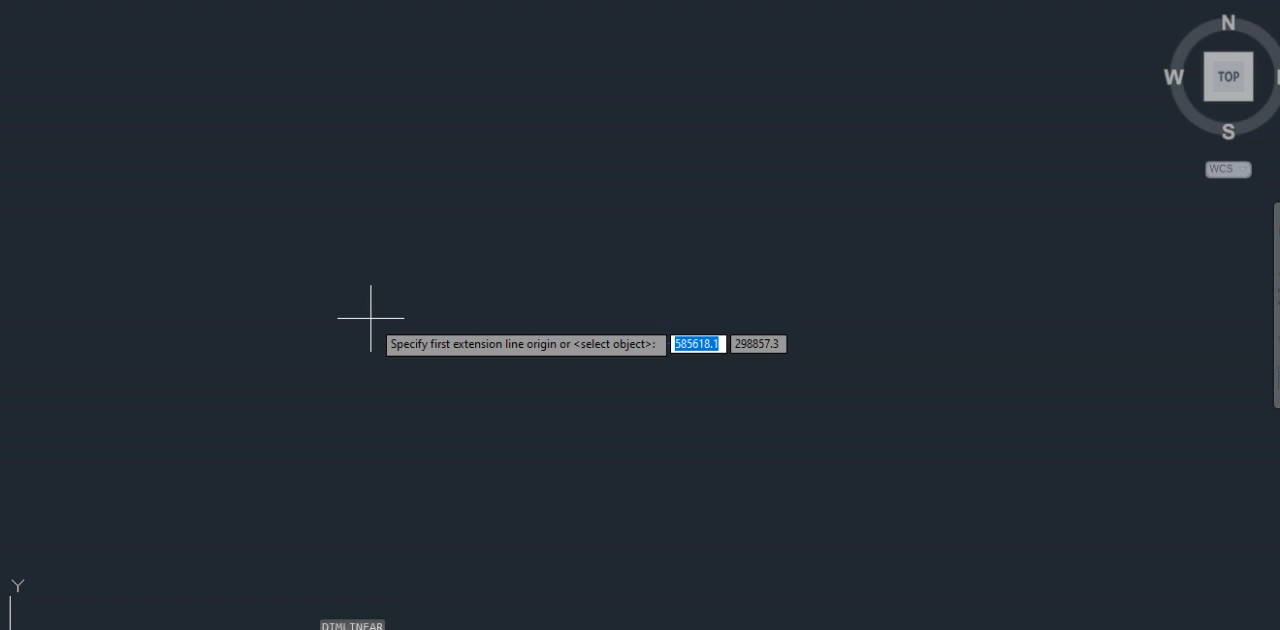 N
W TOP
S
WCS
Specify first extension line origin or <select object>: 585618.1 298857.3
Y
DIMLINEAR